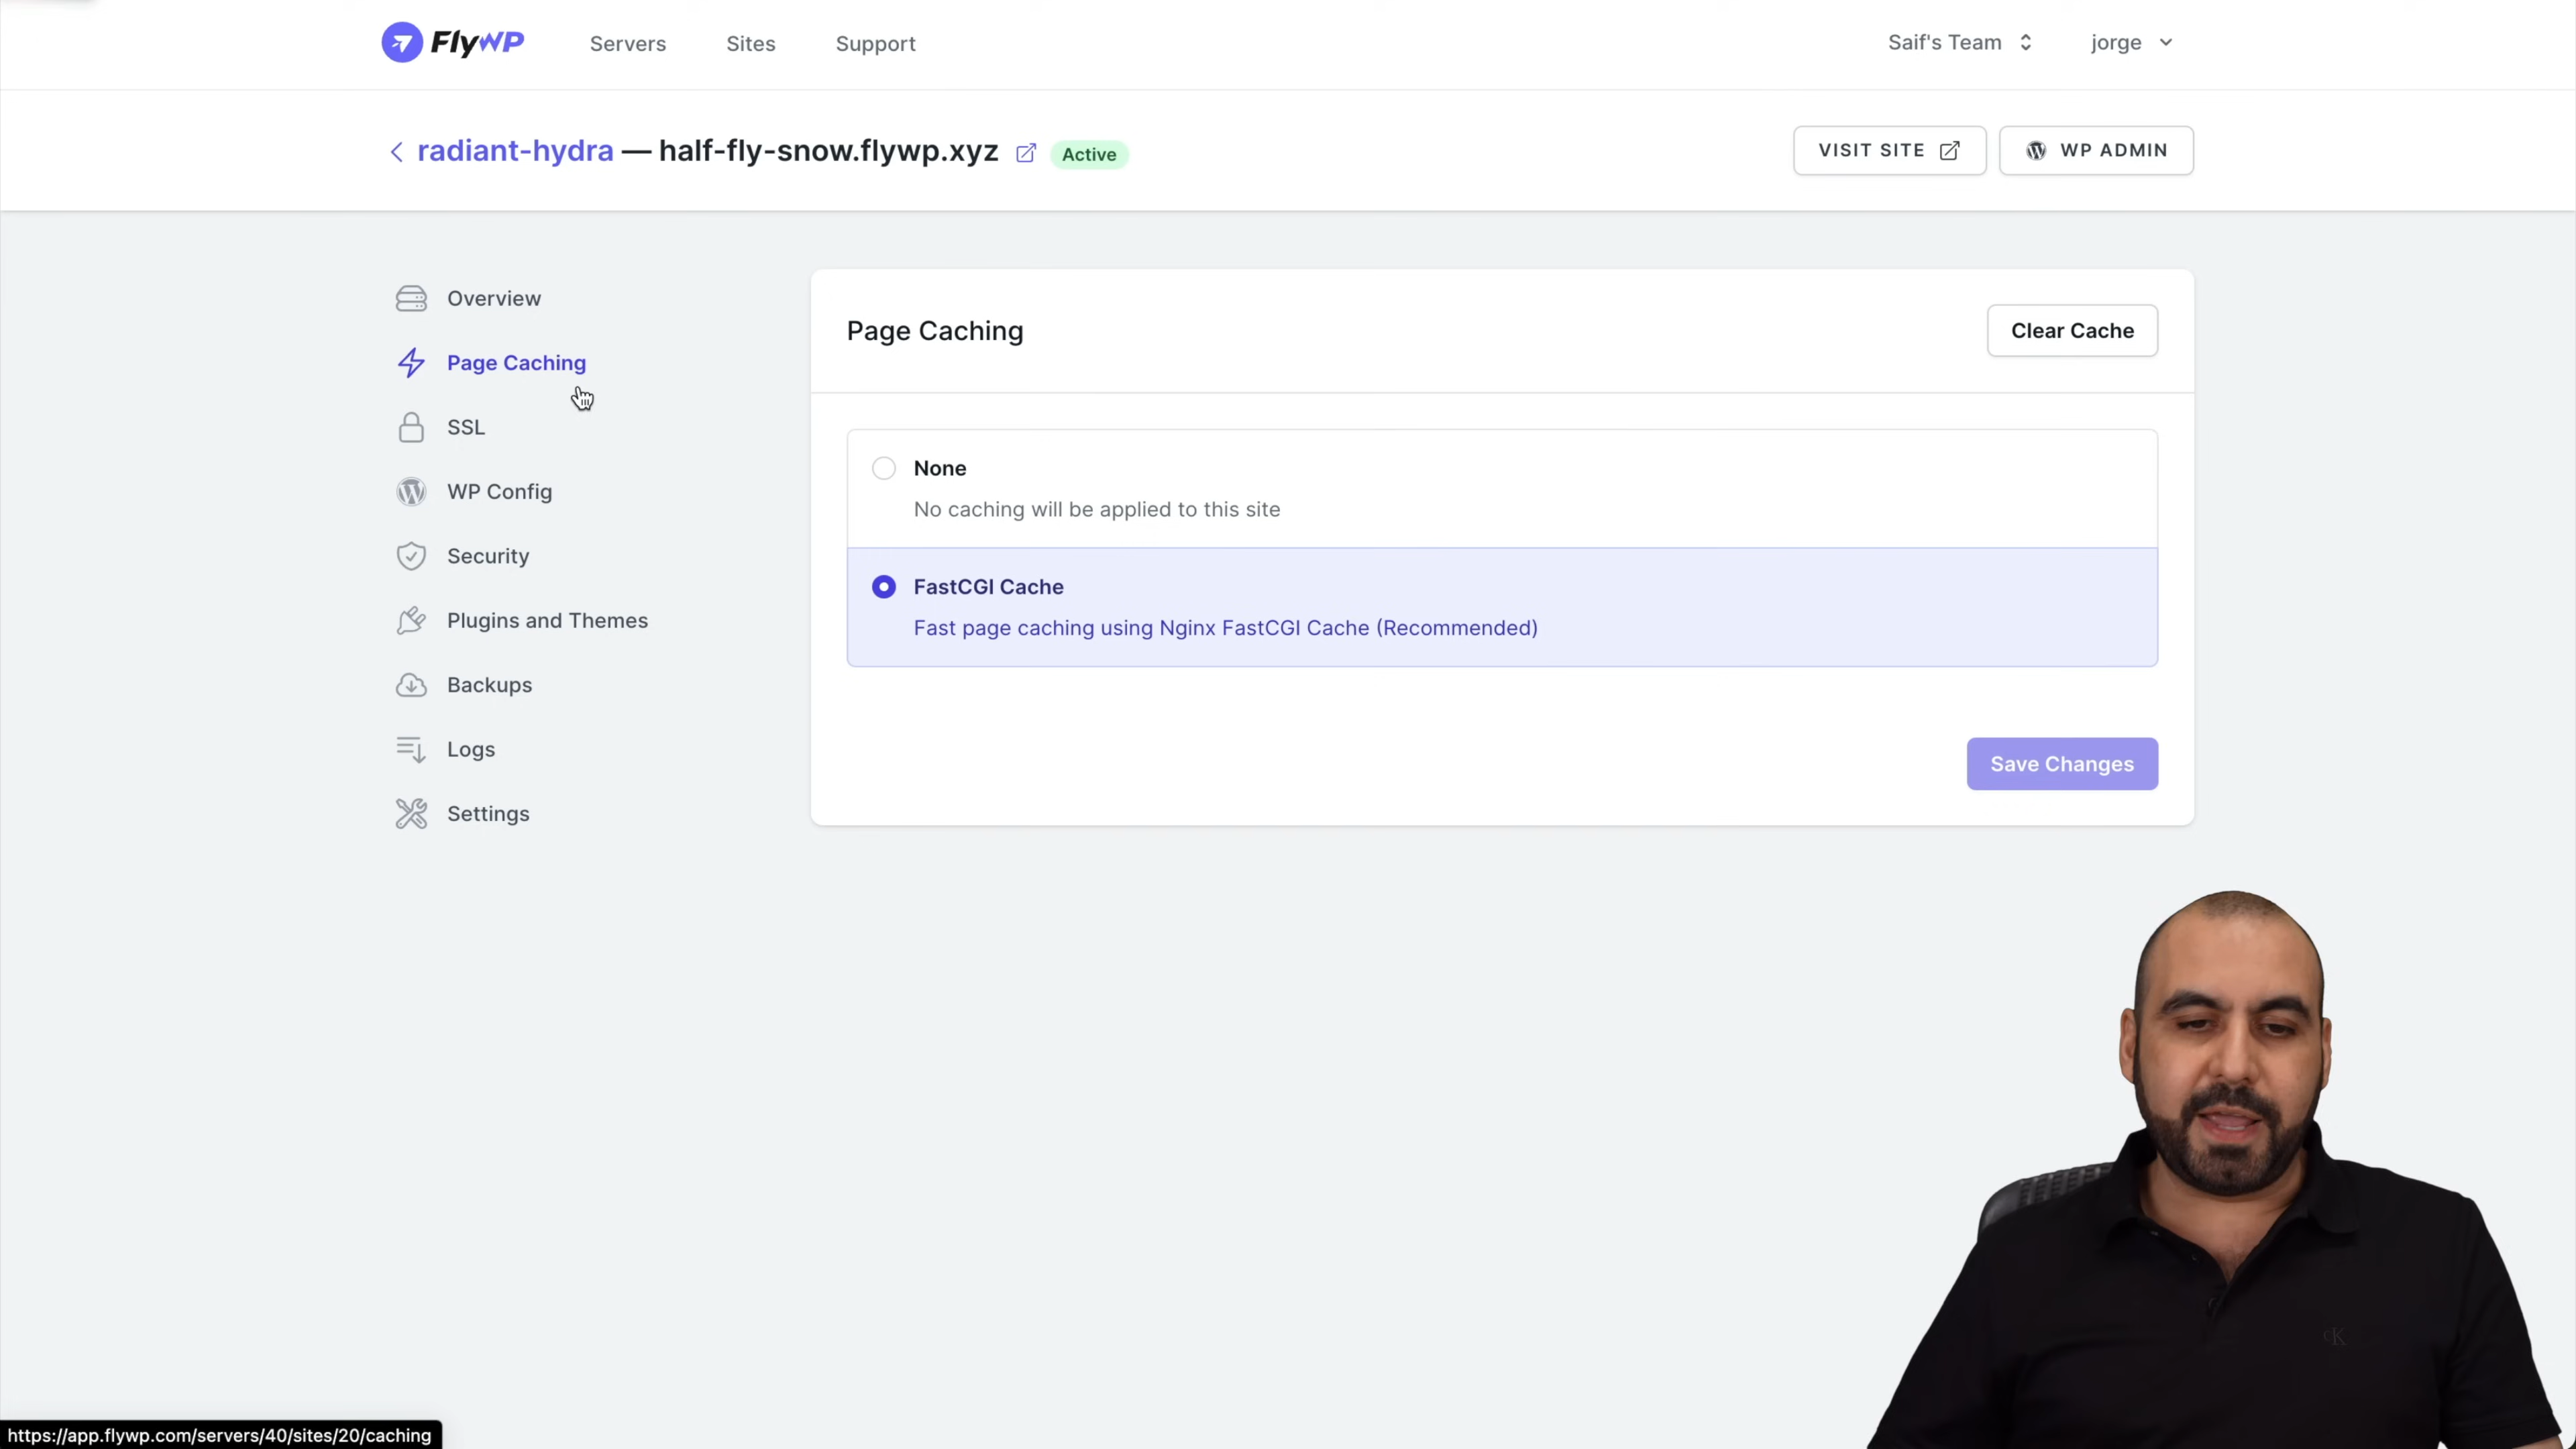 FlyWP Servers Sites Support Saif's Team jorge
radiant-hydra — half-fly-snow.flywp.xyz Active VISIT SITE WP ADMIN
Overview
Page Caching
SSL
WP Config
Security
Plugins and Themes
Backups
Logs
Settings
Page Caching Clear Cache
None
No caching will be applied to this site
FastCGI Cache
Fast page caching using Nginx FastCGI Cache (Recommended)
Save Changes
https://app.flywp.com/servers/40/sites/20/caching